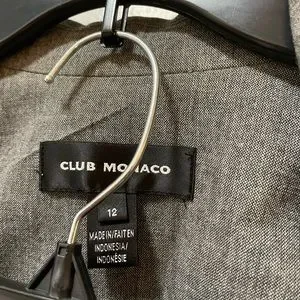 CLUB MONACO
12
MADE IN/FAIT EN
INDONESIA/
INDONÉSIE